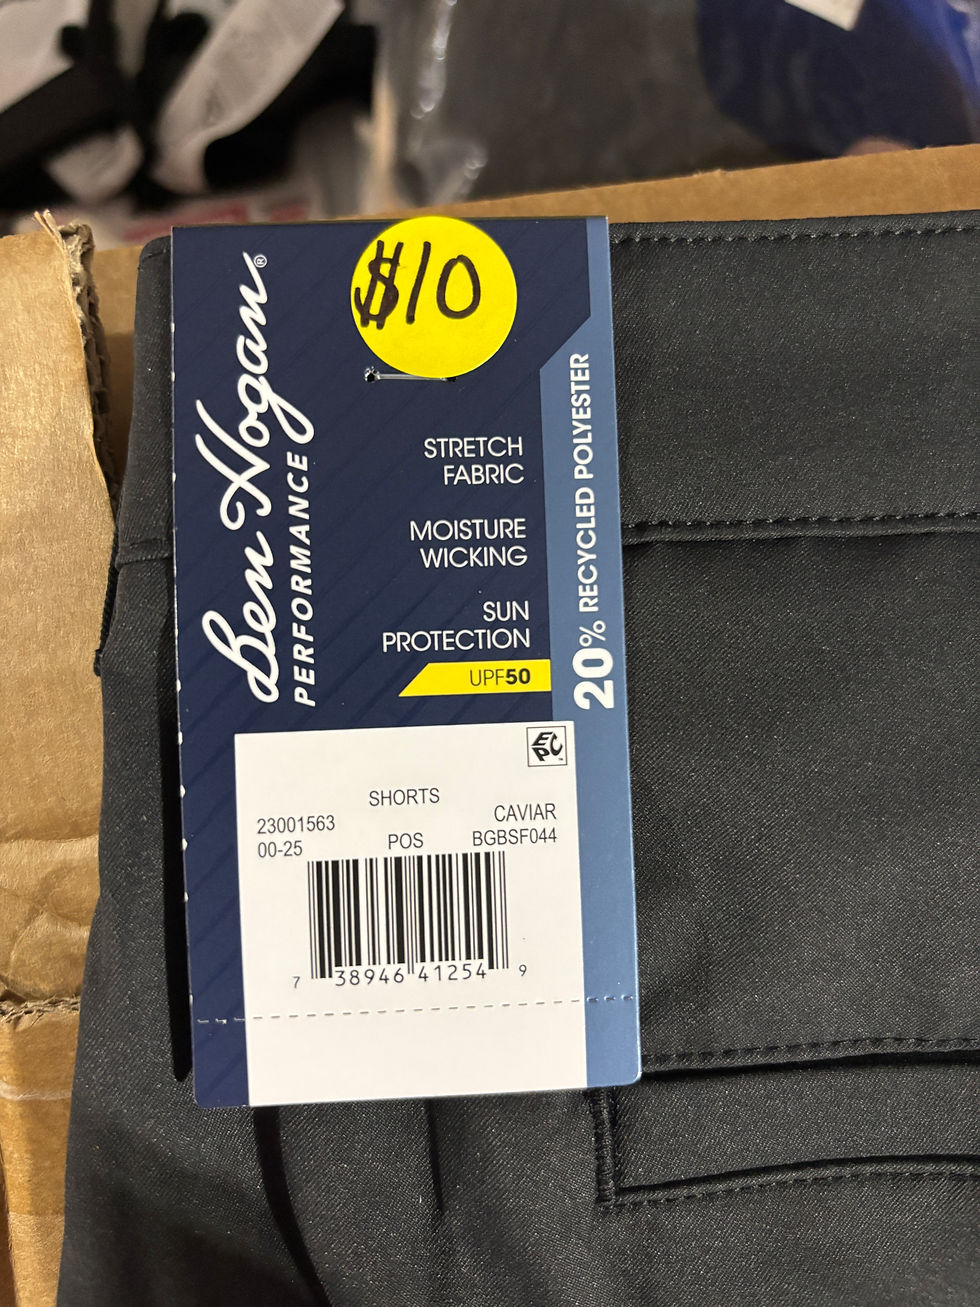 $10
Ben Hogan®
PERFORMANCE
STRETCH
FABRIC
MOISTURE
WICKING
SUN
PROTECTION
UPF50
20% RECYCLED POLYESTER
EPC™
SHORTS
23001563
CAVIAR
00-25
POS
BGBSF044
7 38946 41254 9